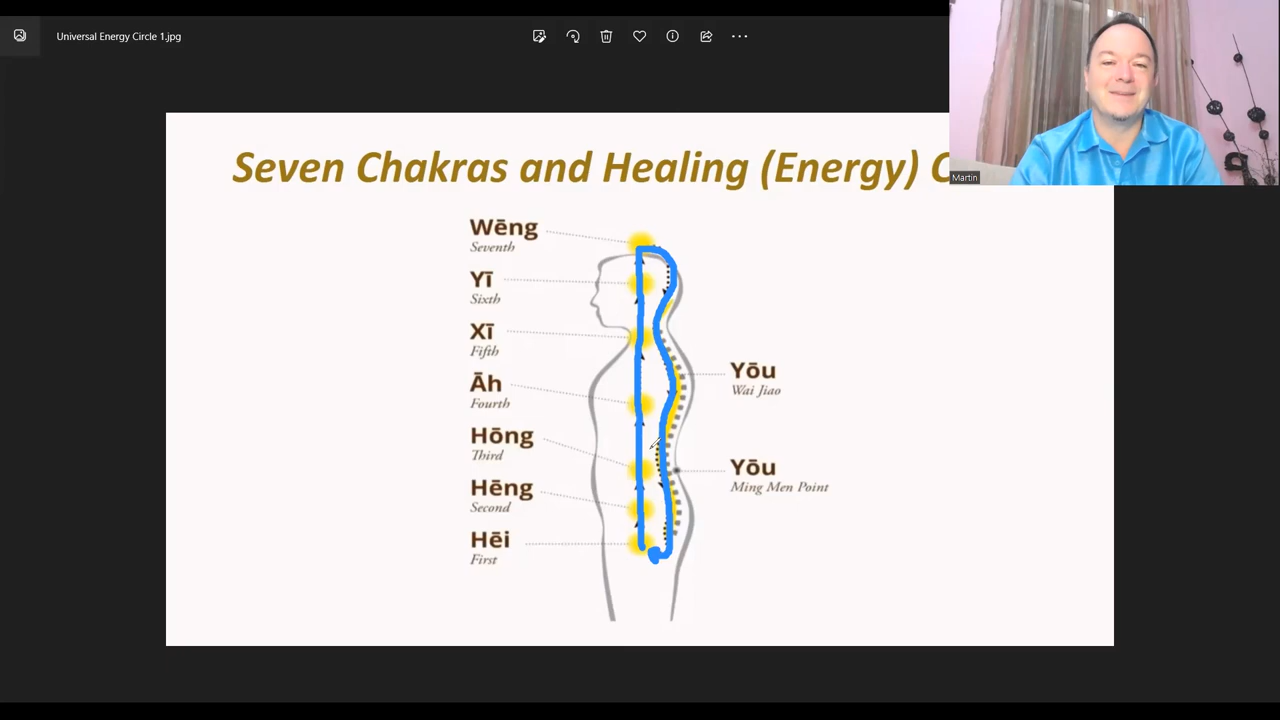 Universal Energy Circle 1.jpg
Martin
Seven Chakras and Healing (Energy)
Wēng
Seventh
Yī
Sixth
Xī
Fifth
Āh
Fourth
Hōng
Third
Hēng
Second
Hēi
First
Yōu
Wai Jiao
Yōu
Ming Men Point